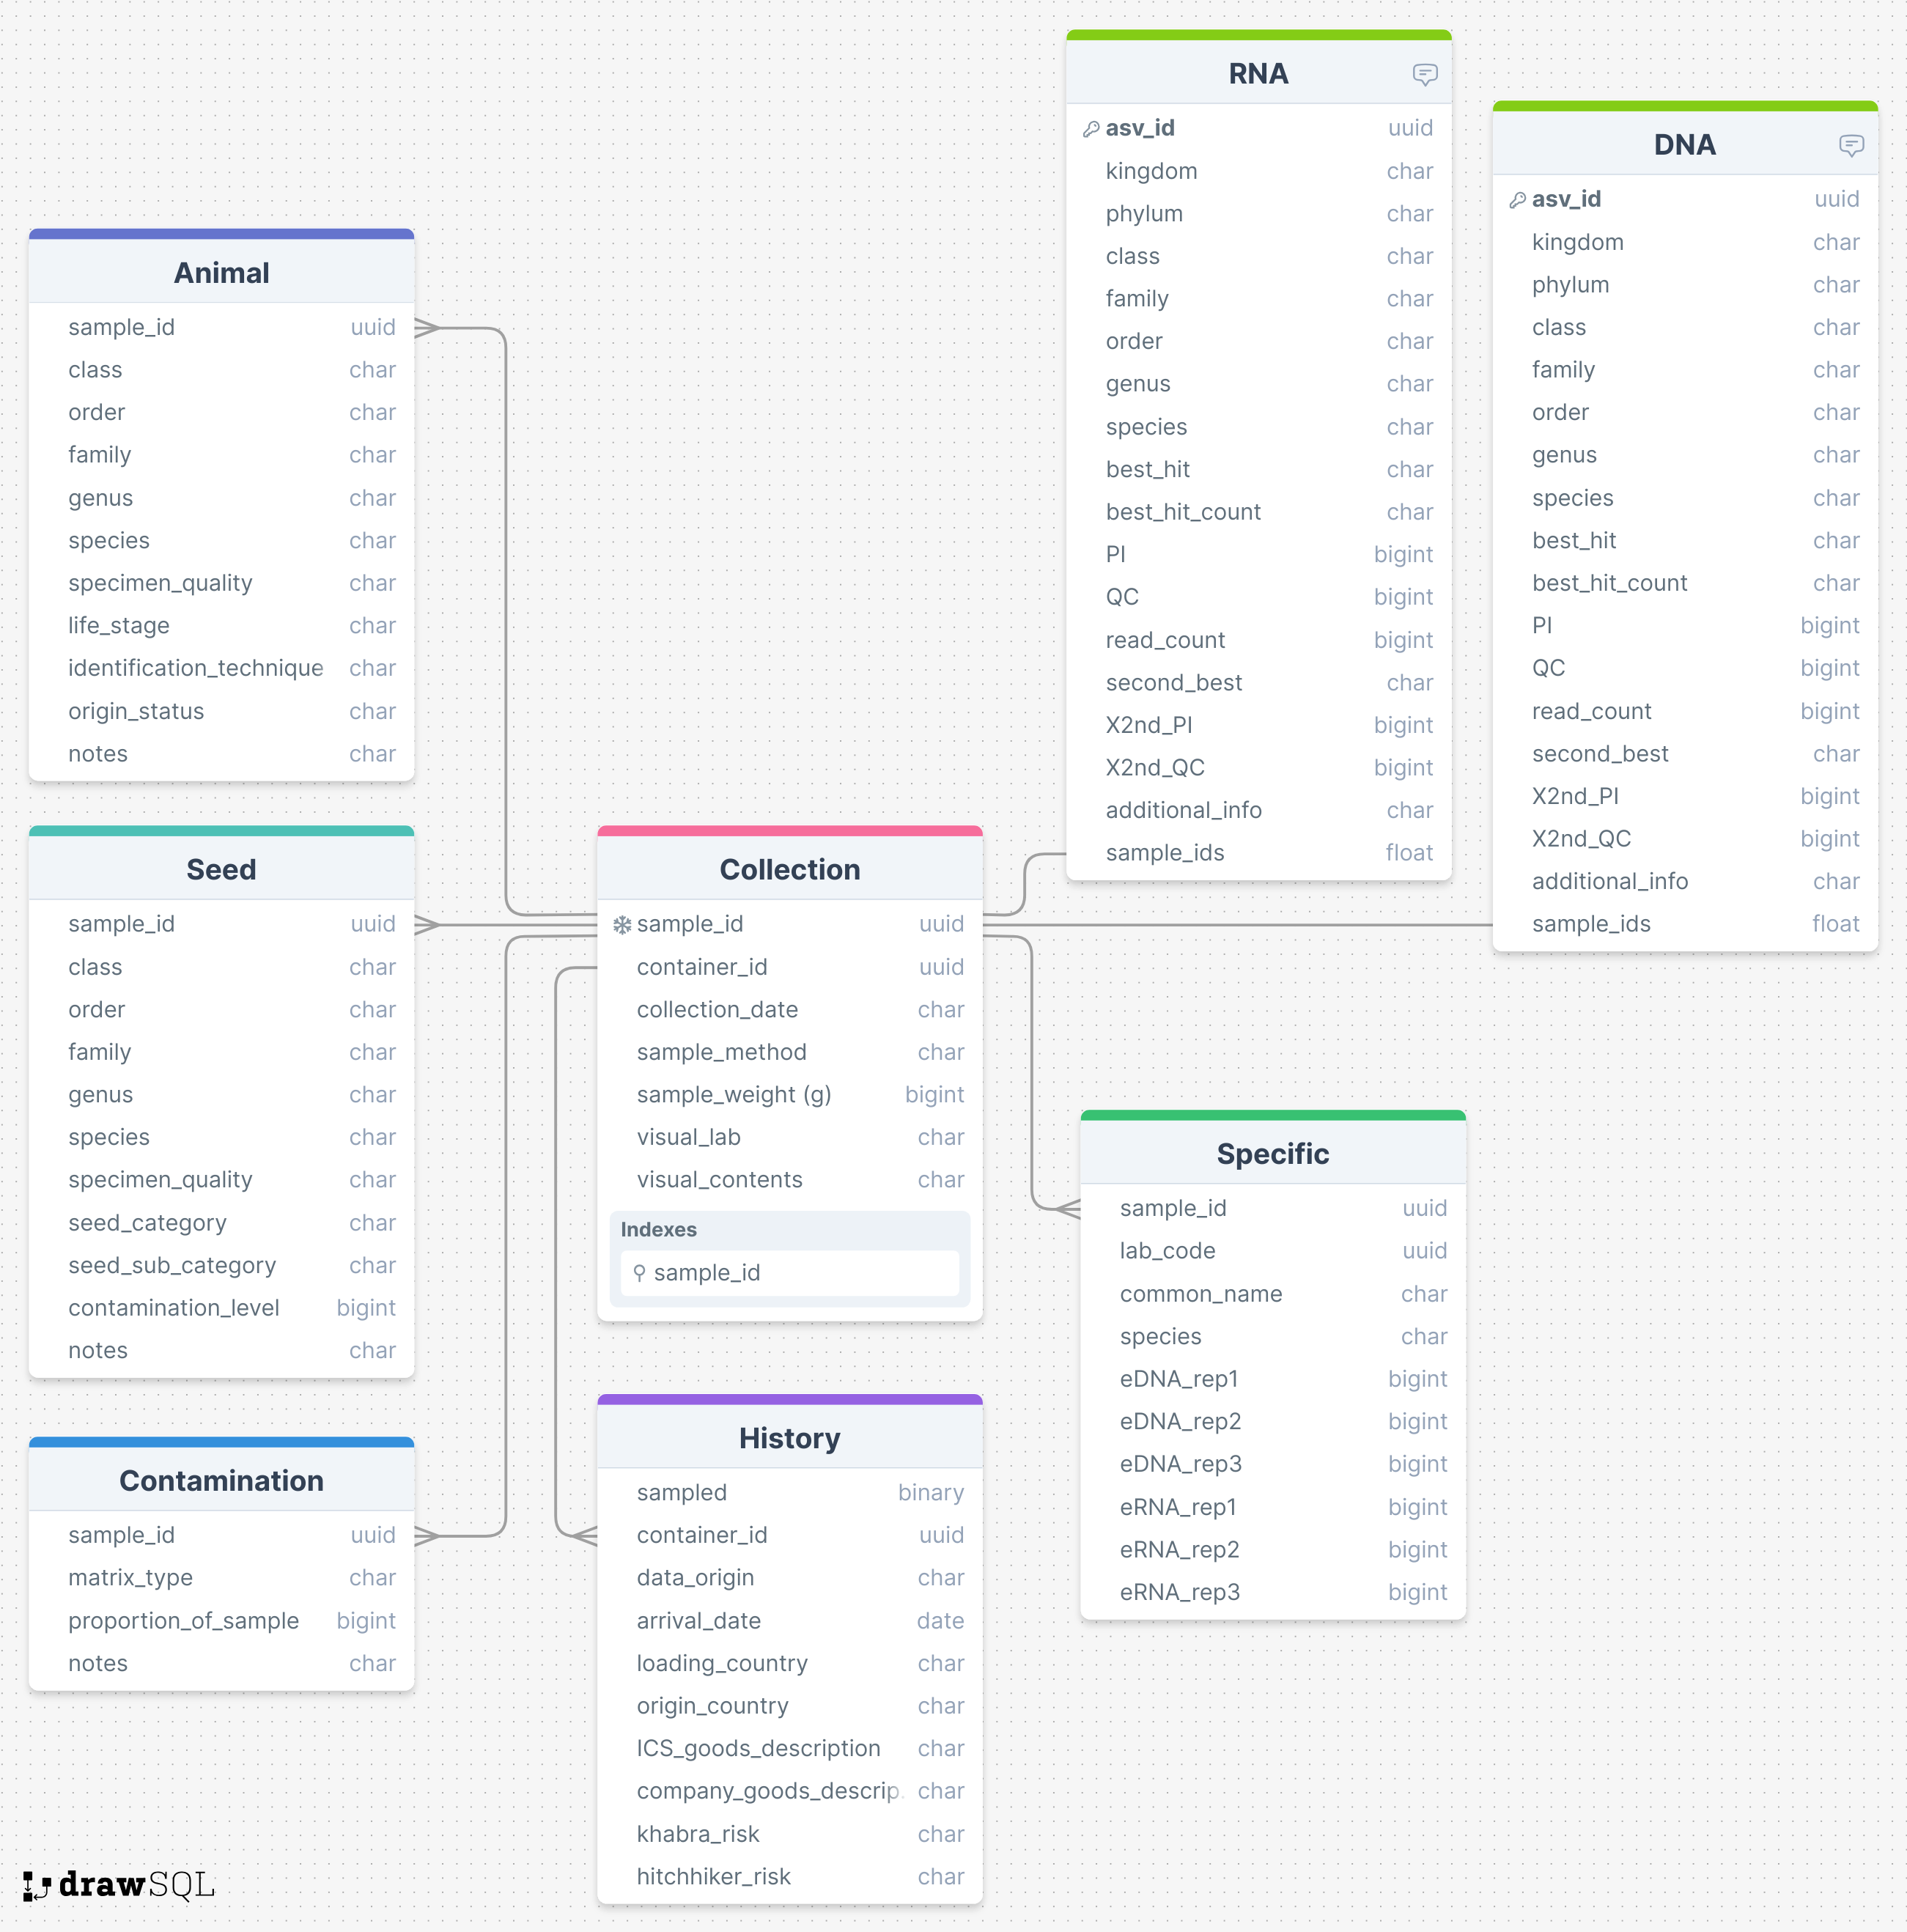 RNA
asv_id uuid
kingdom char
phylum char
class char
family char
order char
genus char
species char
best_hit char
best_hit_count char
PI bigint
QC bigint
read_count bigint
second_best char
X2nd_PI bigint
X2nd_QC bigint
additional_info char
sample_ids float
DNA
asv_id uuid
kingdom char
phylum char
class char
family char
order char
genus char
species char
best_hit char
best_hit_count char
PI bigint
QC bigint
read_count bigint
second_best char
X2nd_PI bigint
X2nd_QC bigint
additional_info char
sample_ids float
Animal
sample_id uuid
class char
order char
family char
genus char
species char
specimen_quality char
life_stage char
identification_technique char
origin_status char
notes char
Seed
sample_id uuid
class char
order char
family char
genus char
species char
specimen_quality char
seed_category char
seed_sub_category char
contamination_level bigint
notes char
Collection
sample_id uuid
container_id uuid
collection_date char
sample_method char
sample_weight (g) bigint
visual_lab char
visual_contents char
Indexes
sample_id
Specific
sample_id uuid
lab_code uuid
common_name char
species char
eDNA_rep1 bigint
eDNA_rep2 bigint
eDNA_rep3 bigint
eRNA_rep1 bigint
eRNA_rep2 bigint
eRNA_rep3 bigint
Contamination
sample_id uuid
matrix_type char
proportion_of_sample bigint
notes char
History
sampled binary
container_id uuid
data_origin char
arrival_date date
loading_country char
origin_country char
ICS_goods_description char
company_goods_descrip. char
khabra_risk char
hitchhiker_risk char
drawSQL